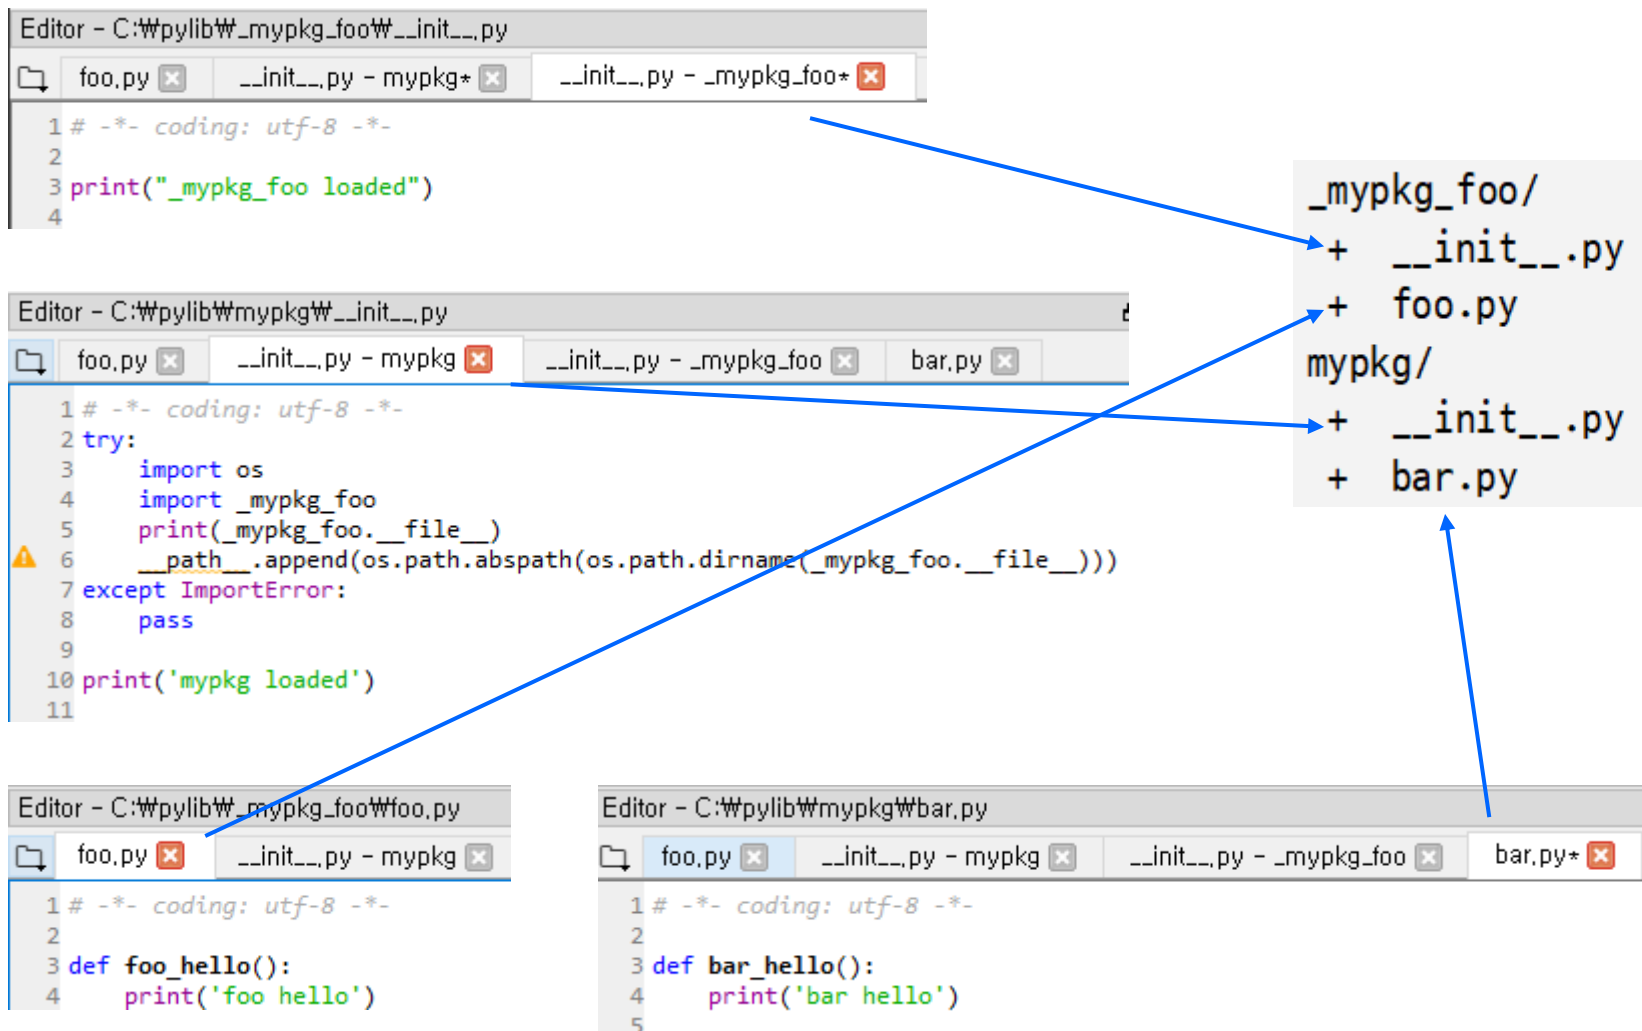 Editor - C:₩pylib₩_mypkg_foo₩__init__.py
foo.py __init__.py - mypkg* __init__.py - _mypkg_foo*
1 # -*- coding: utf-8 -*-
2
3 print("_mypkg_foo loaded")
4
_mypkg_foo/
+ __init__.py
+ foo.py
mypkg/
+ __init__.py
+ bar.py
Editor - C:₩pylib₩mypkg₩__init__.py
foo.py __init__.py - mypkg __init__.py - _mypkg_foo bar.py
1 # -*- coding: utf-8 -*-
2 try:
3     import os
4     import _mypkg_foo
5     print(_mypkg_foo.__file__)
6     __path__.append(os.path.abspath(os.path.dirname(_mypkg_foo.__file__)))
7 except ImportError:
8     pass
9
10 print('mypkg loaded')
11
Editor - C:₩pylib₩_mypkg_foo₩foo.py
foo.py __init__.py - mypkg
1 # -*- coding: utf-8 -*-
2
3 def foo_hello():
4     print('foo hello')
Editor - C:₩pylib₩mypkg₩bar.py
foo.py __init__.py - mypkg __init__.py - _mypkg_foo bar.py*
1 # -*- coding: utf-8 -*-
2
3 def bar_hello():
4     print('bar hello')
5